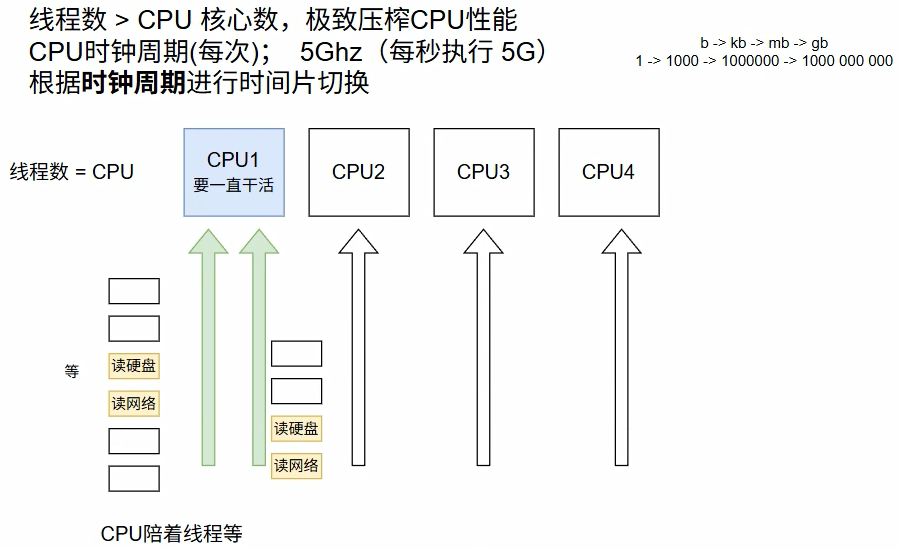 线程数 > CPU 核心数，极致压榨CPU性能
CPU时钟周期(每次)； 5Ghz（每秒执行 5G）
根据时钟周期进行时间片切换
b -> kb -> mb -> gb
1 -> 1000 -> 1000000 -> 1000 000 000
线程数 = CPU
CPU1
要一直干活
CPU2
CPU3
CPU4
等
读硬盘
读网络
读硬盘
读网络
CPU陪着线程等